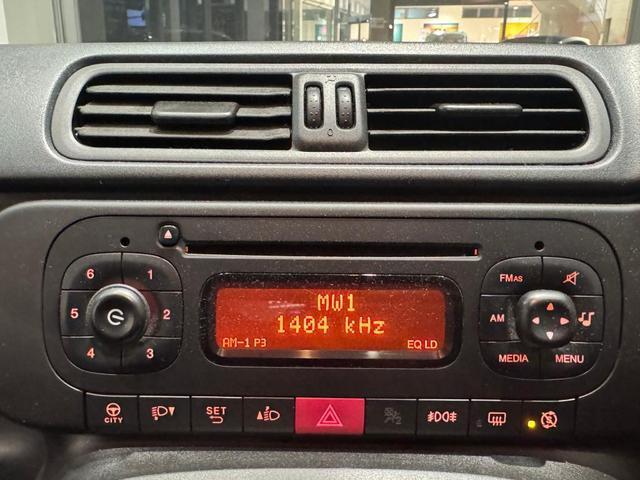 MW1
1404 kHz
AM-1 P3 EQ LD
6 1
5 2
4 3
FMAS
AM
MEDIA MENU
CITY SET 2